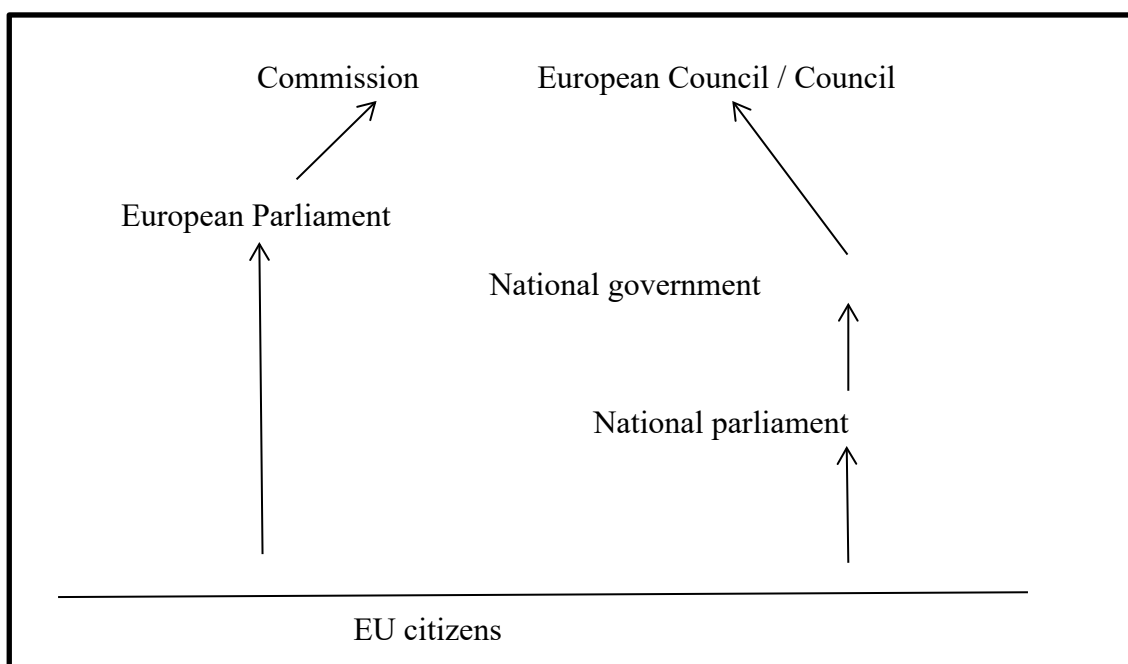 Commission European Council / Council
European Parliament
National government
National parliament
EU citizens